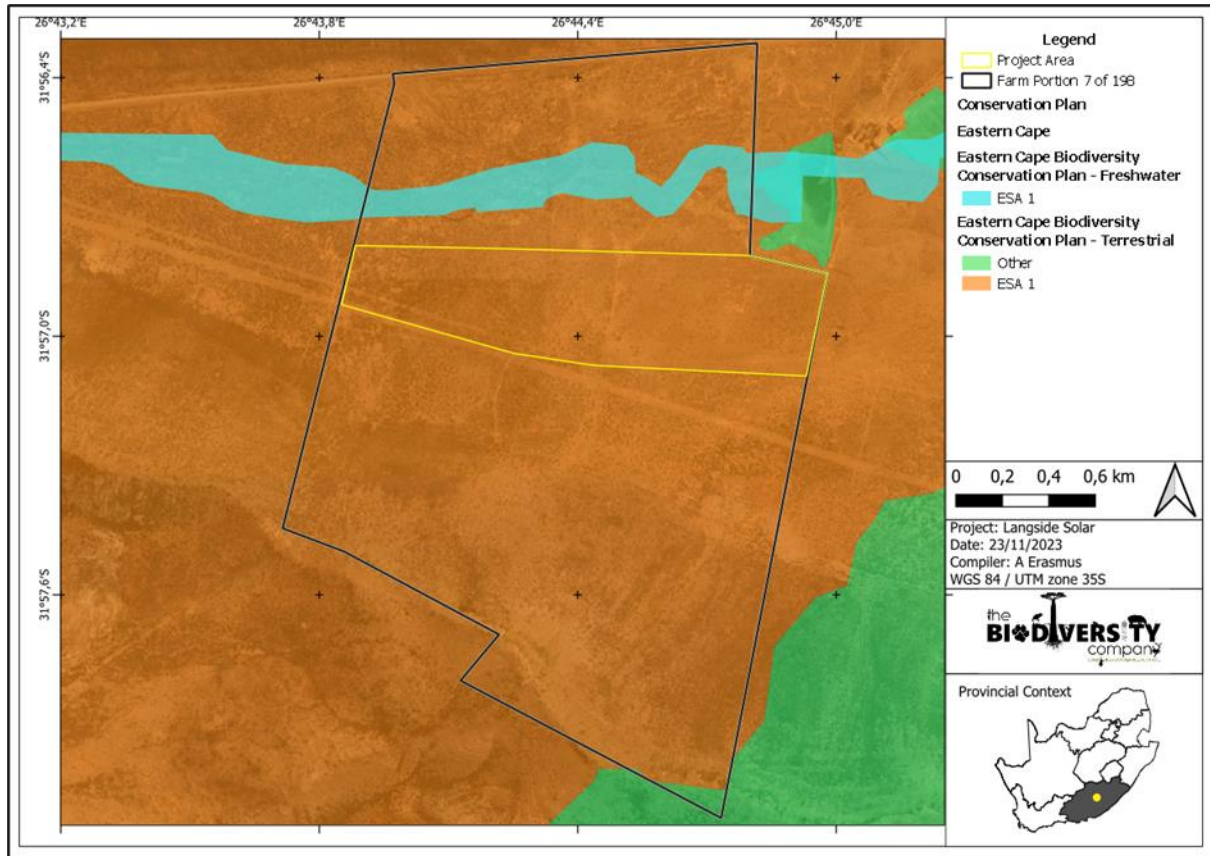 26°43,2'E
26°43,8'E
26°44,4'E
26°45,0'E
31°56,4'S
31°57,0'S
31°57,6'S
Legend
Project Area
Farm Portion 7 of 198
Conservation Plan
Eastern Cape
Eastern Cape Biodiversity
Conservation Plan - Freshwater
ESA 1
Eastern Cape Biodiversity
Conservation Plan - Terrestrial
Other
ESA 1
0 0,2 0,4 0,6 km
Project: Langside Solar
Date: 23/11/2023
Compiler: A Erasmus
WGS 84 / UTM zone 35S
the
BIODIVERSITY
company
Provincial Context